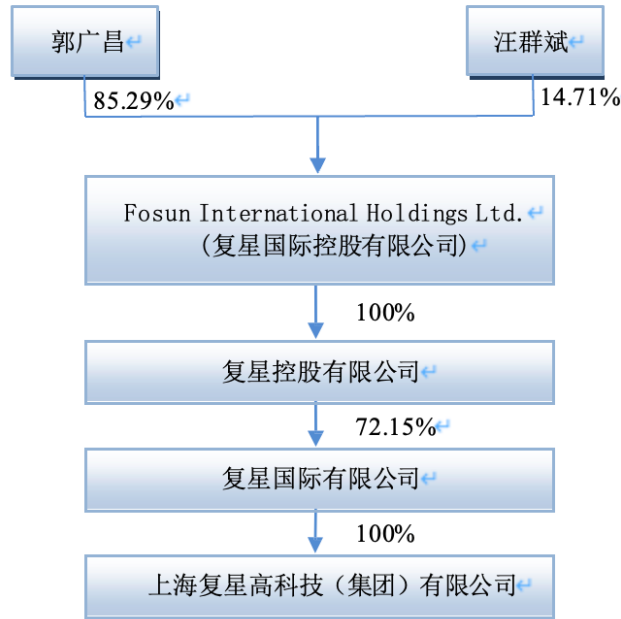 郭广昌
汪群斌
85.29%
14.71%
Fosun International Holdings Ltd.
(复星国际控股有限公司)
100%
复星控股有限公司
72.15%
复星国际有限公司
100%
上海复星高科技（集团）有限公司